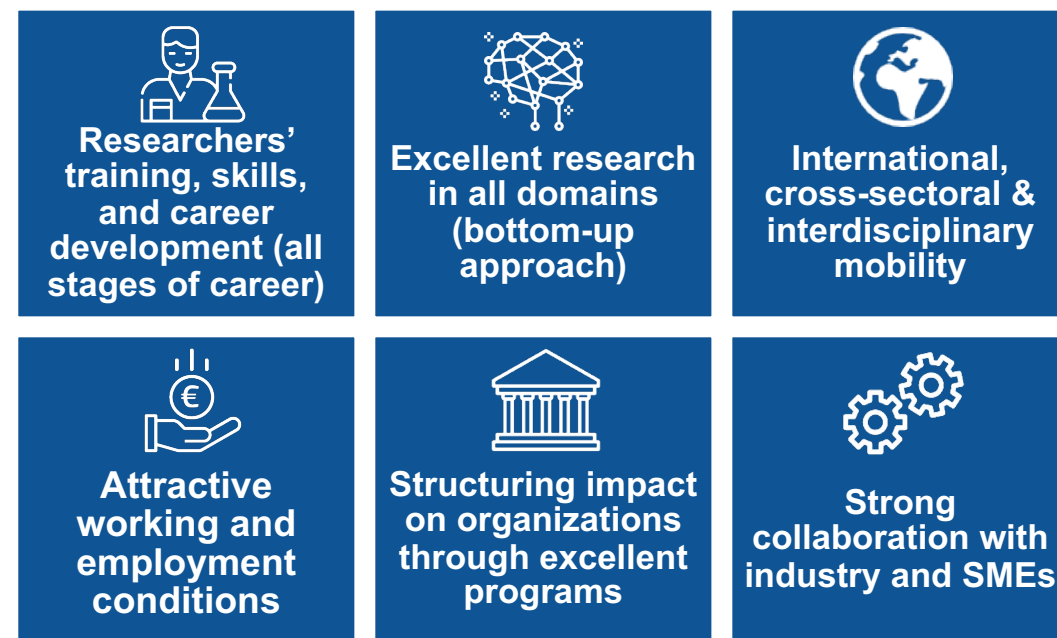 Researchers’
training, skills,
and career
development (all
stages of career)
Excellent research
in all domains
(bottom-up
approach)
International,
cross-sectoral &
interdisciplinary
mobility
€
Attractive
working and
employment
conditions
Structuring impact
on organizations
through excellent
programs
Strong
collaboration with
industry and SMEs